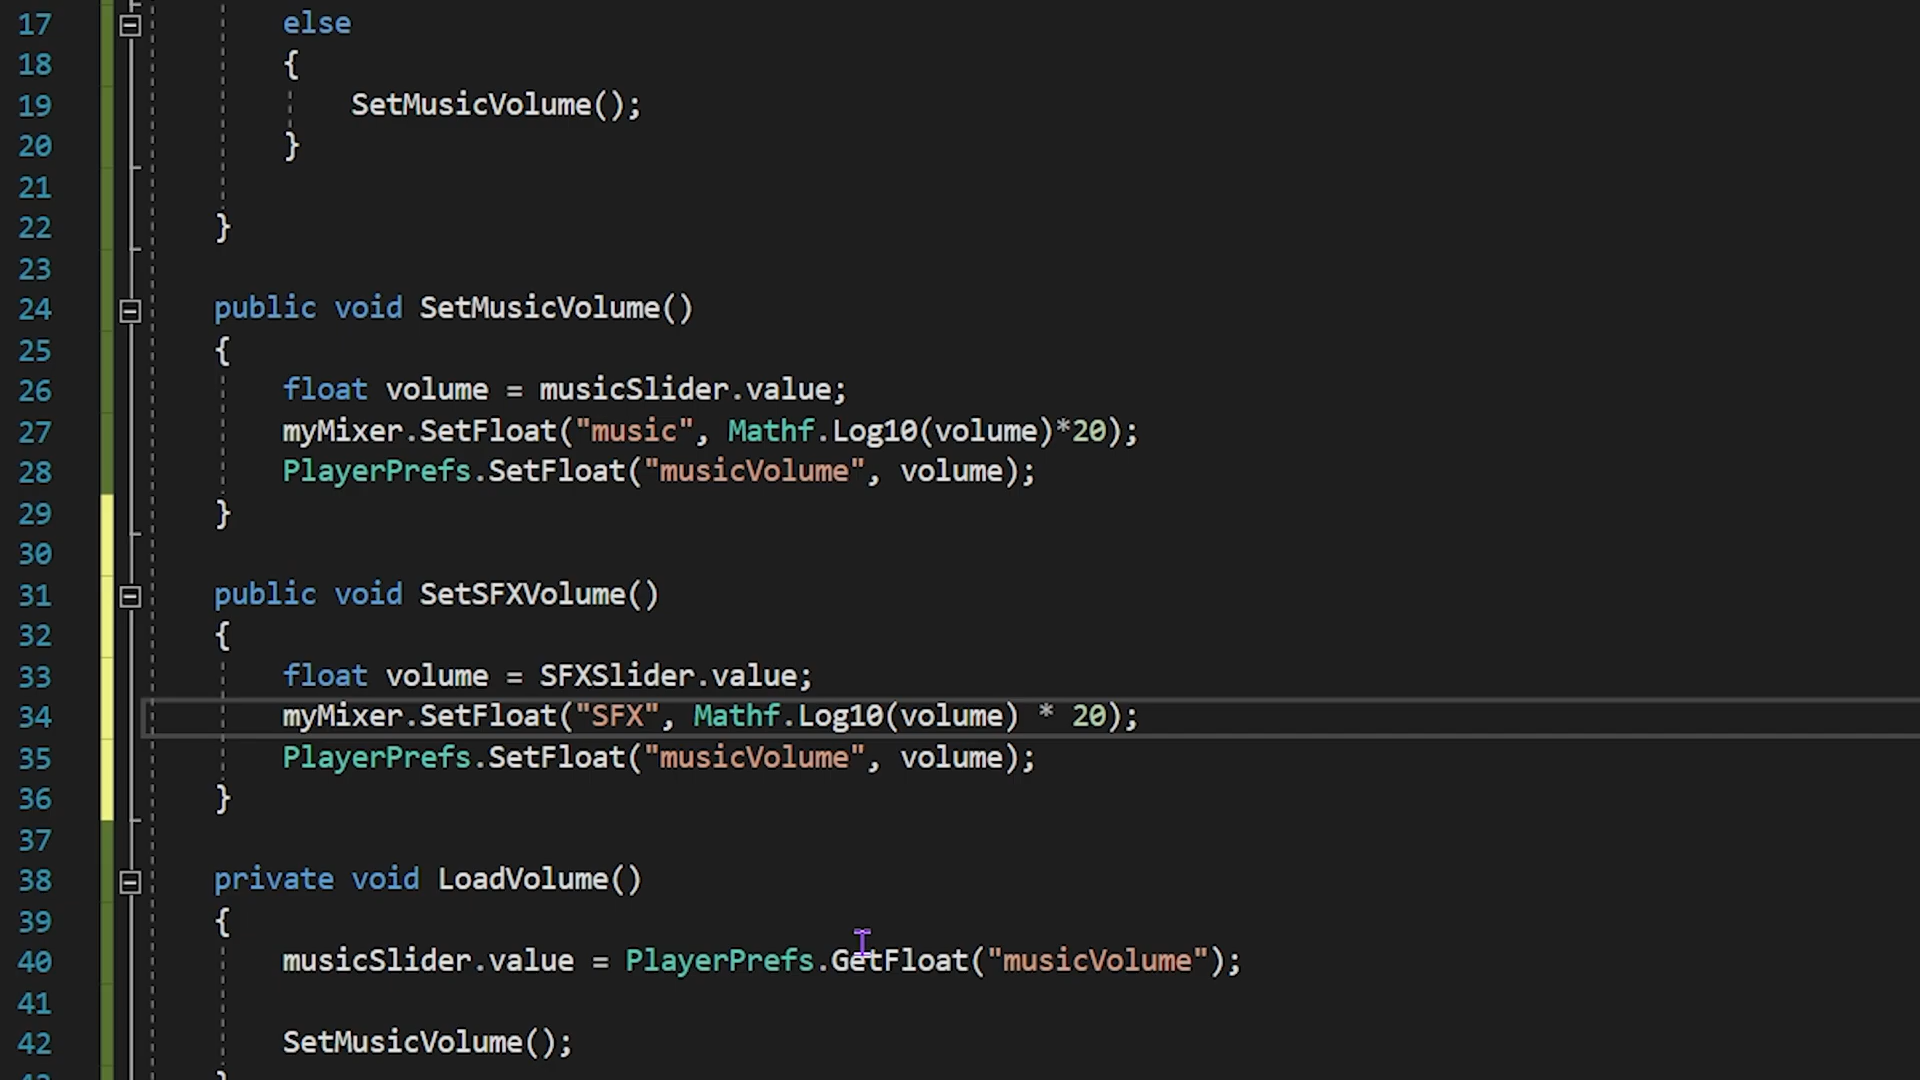 17 else
18 {
19 SetMusicVolume();
20 }
21
22 }
23
24 public void SetMusicVolume()
25 {
26 float volume = musicSlider.value;
27 myMixer.SetFloat("music", Mathf.Log10(volume)*20);
28 PlayerPrefs.SetFloat("musicVolume", volume);
29 }
30
31 public void SetSFXVolume()
32 {
33 float volume = SFXSlider.value;
34 myMixer.SetFloat("SFX", Mathf.Log10(volume) * 20);
35 PlayerPrefs.SetFloat("musicVolume", volume);
36 }
37
38 private void LoadVolume()
39 {
40 musicSlider.value = PlayerPrefs.GetFloat("musicVolume");
41
42 SetMusicVolume();